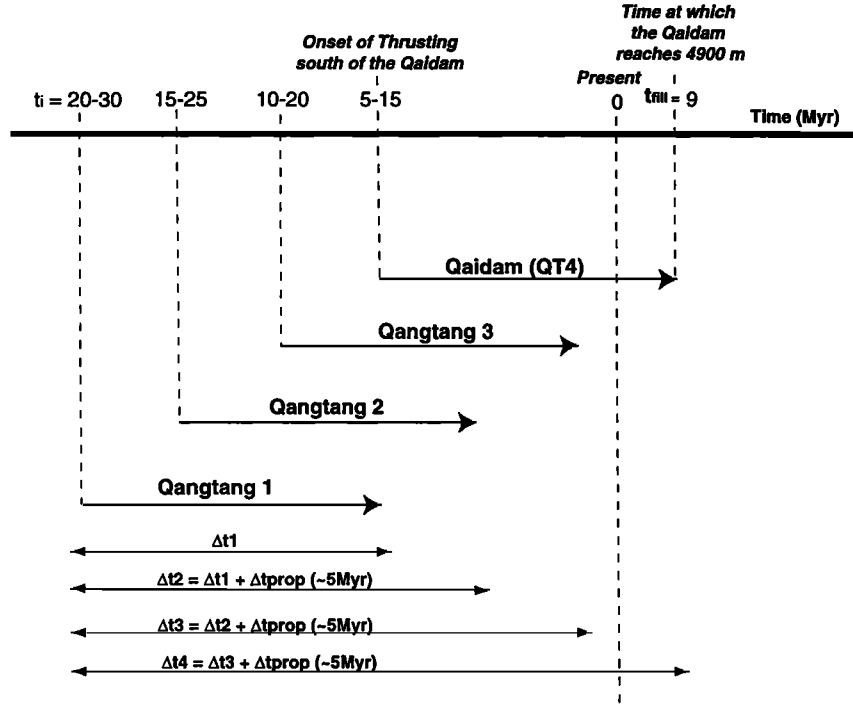 Time at which
the Qaidam
reaches 4900 m
Onset of Thrusting
south of the Qaidam
Present
ti = 20-30 15-25 10-20 5-15 0 tfill = 9
Time (Myr)
Qaidam (QT4)
Qangtang 3
Qangtang 2
Qangtang 1
Δt1
Δt2 = Δt1 + Δtprop (~5Myr)
Δt3 = Δt2 + Δtprop (~5Myr)
Δt4 = Δt3 + Δtprop (~5Myr)